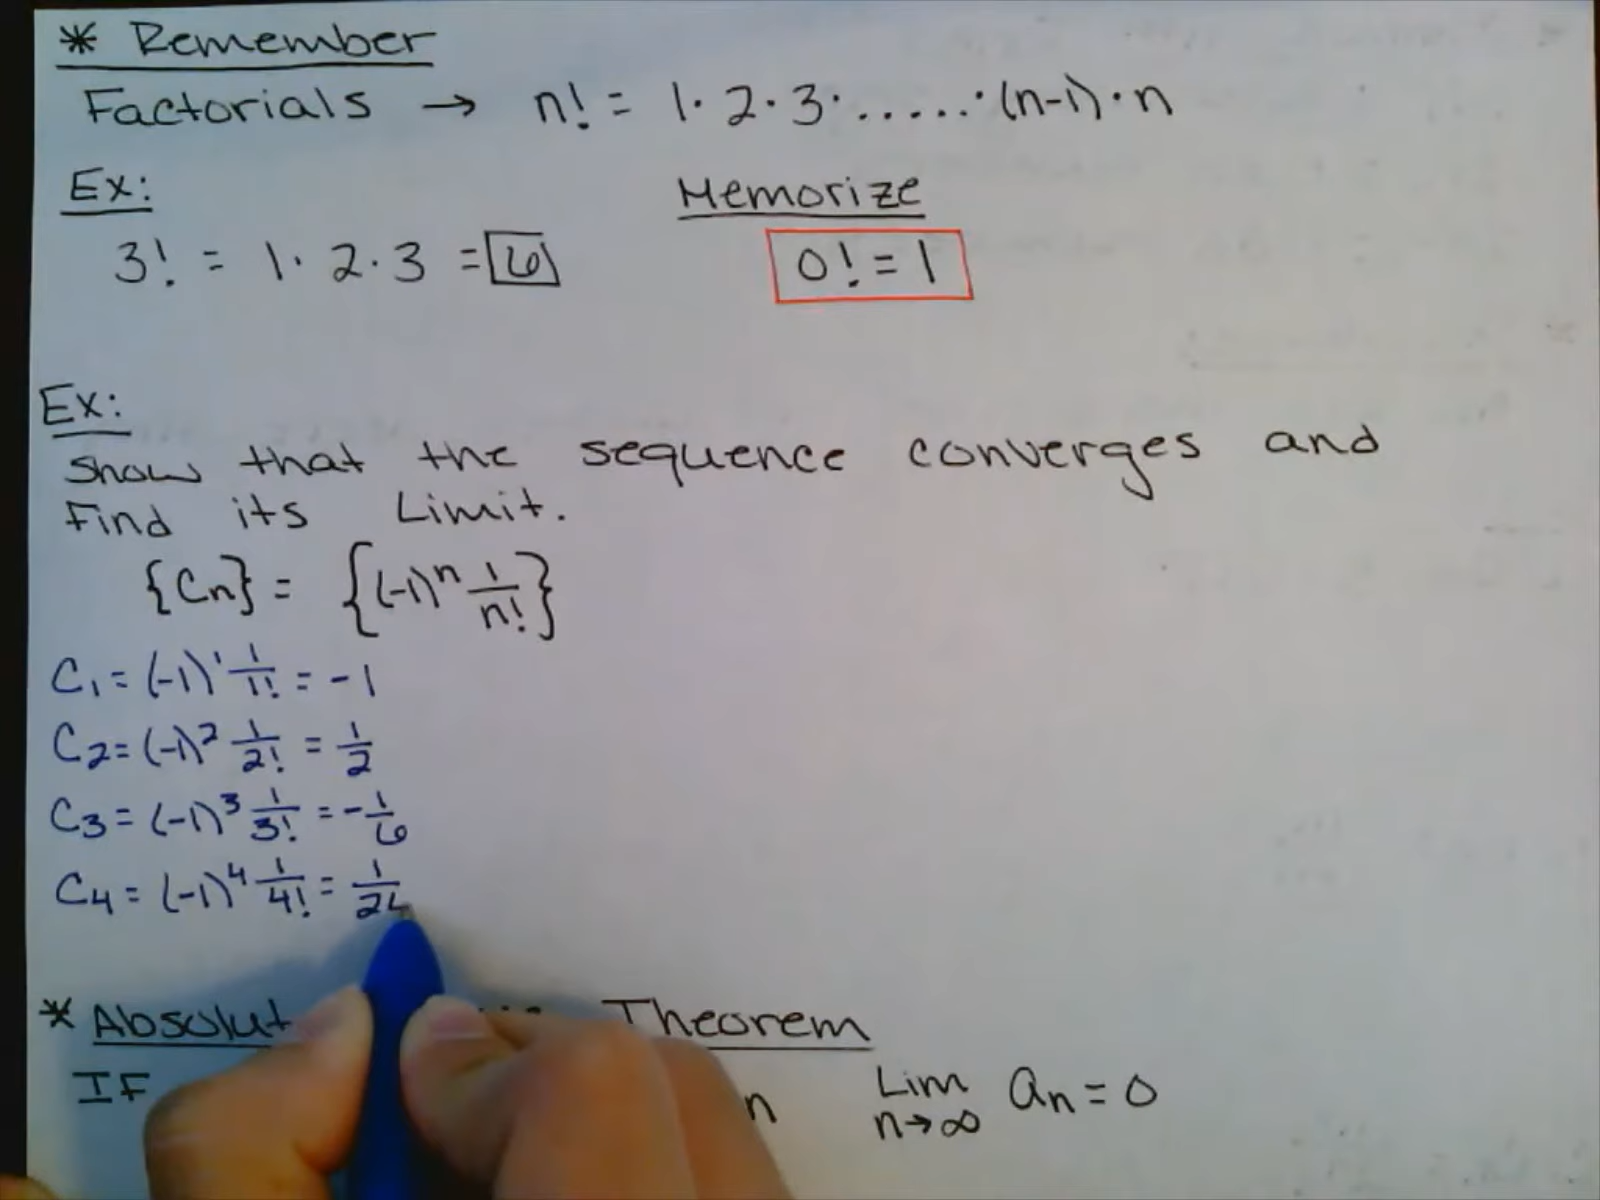 * Remember
Factorials → n! = 1·2·3·.....·(n-1)·n
Ex:
3! = 1·2·3 = 6
Memorize
0! = 1
Ex:
Show that the sequence converges and
Find its Limit.
{Cn} = {(-1)^n 1/n!}
C1 = (-1)^1 1/1! = -1
C2 = (-1)^2 1/2! = 1/2
C3 = (-1)^3 1/3! = -1/6
C4 = (-1)^4 1/4! = 1/24
* Theorem
IF Lim n→∞ an = 0